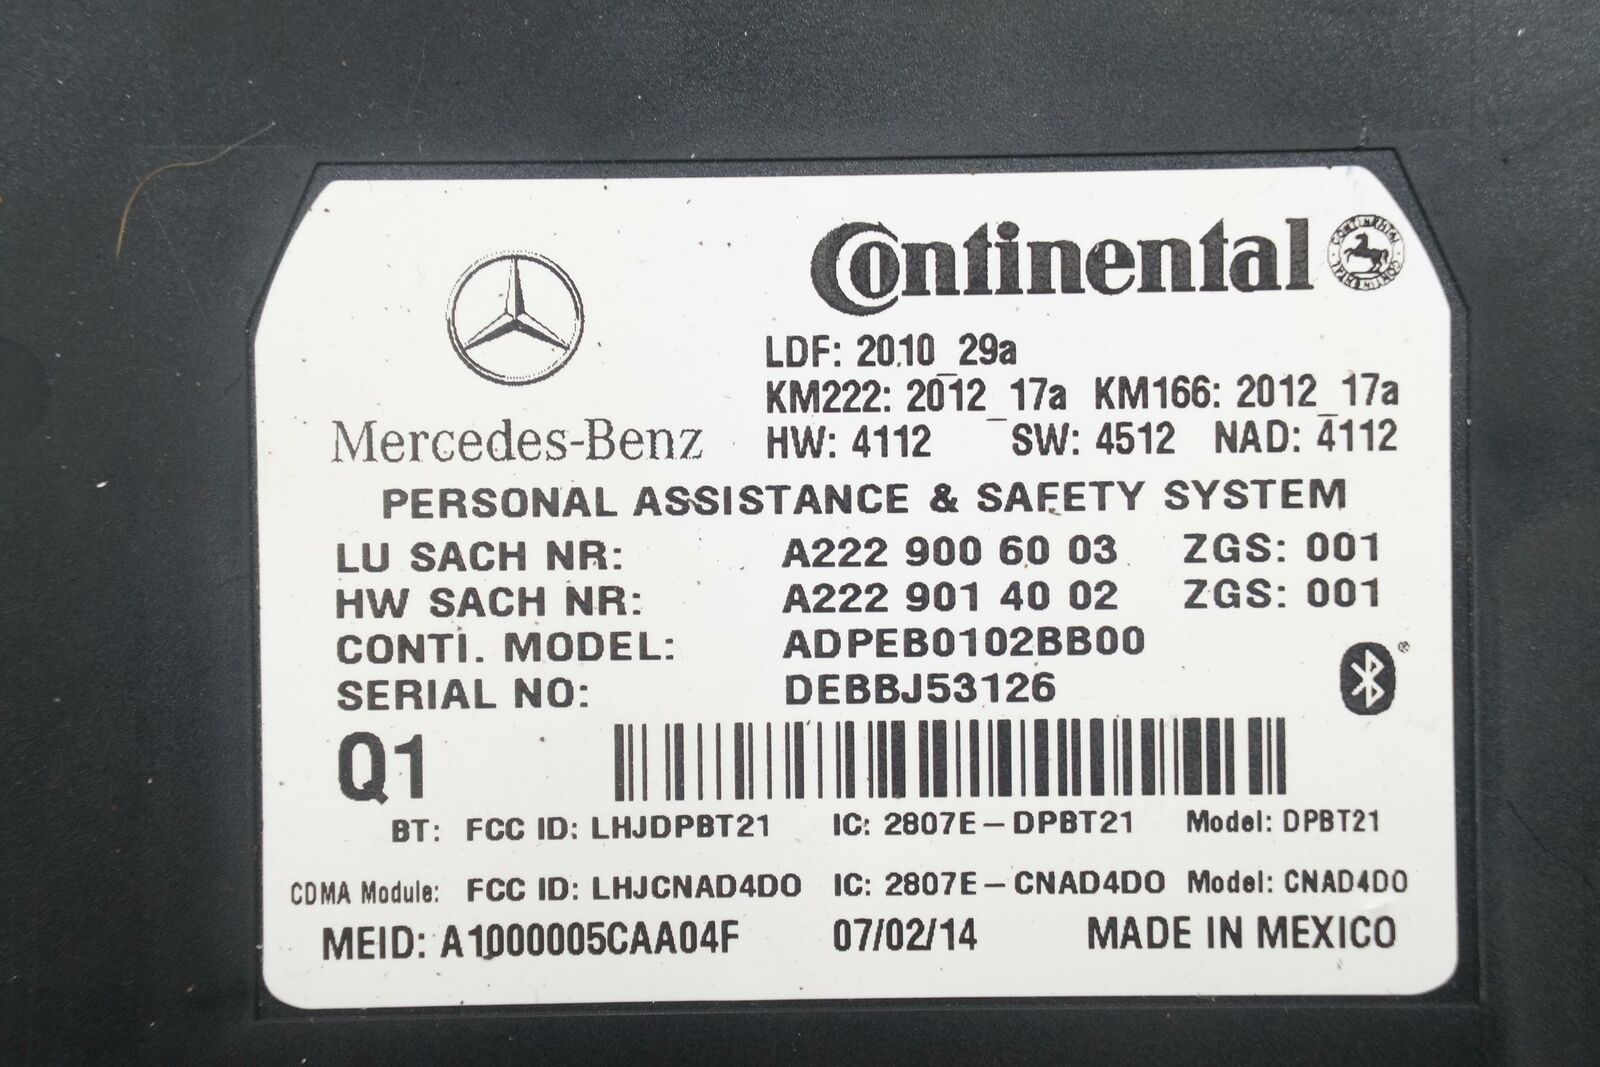 Continental
CONTINENTAL CONTINENTAL
Mercedes-Benz
LDF: 2010_29a
KM222: 2012_17a KM166: 2012_17a
HW: 4112 SW: 4512 NAD: 4112
PERSONAL ASSISTANCE & SAFETY SYSTEM
LU SACH NR: A222 900 60 03 ZGS: 001
HW SACH NR: A222 901 40 02 ZGS: 001
CONTI. MODEL: ADPEB0102BB00
SERIAL NO: DEBBJ53126
®
Q1
BT: FCC ID: LHJDPBT21 IC: 2807E-DPBT21 Model: DPBT21
CDMA Module: FCC ID: LHJCNAD4DO IC: 2807E-CNAD4DO Model: CNAD4DO
MEID: A1000005CAA04F 07/02/14 MADE IN MEXICO